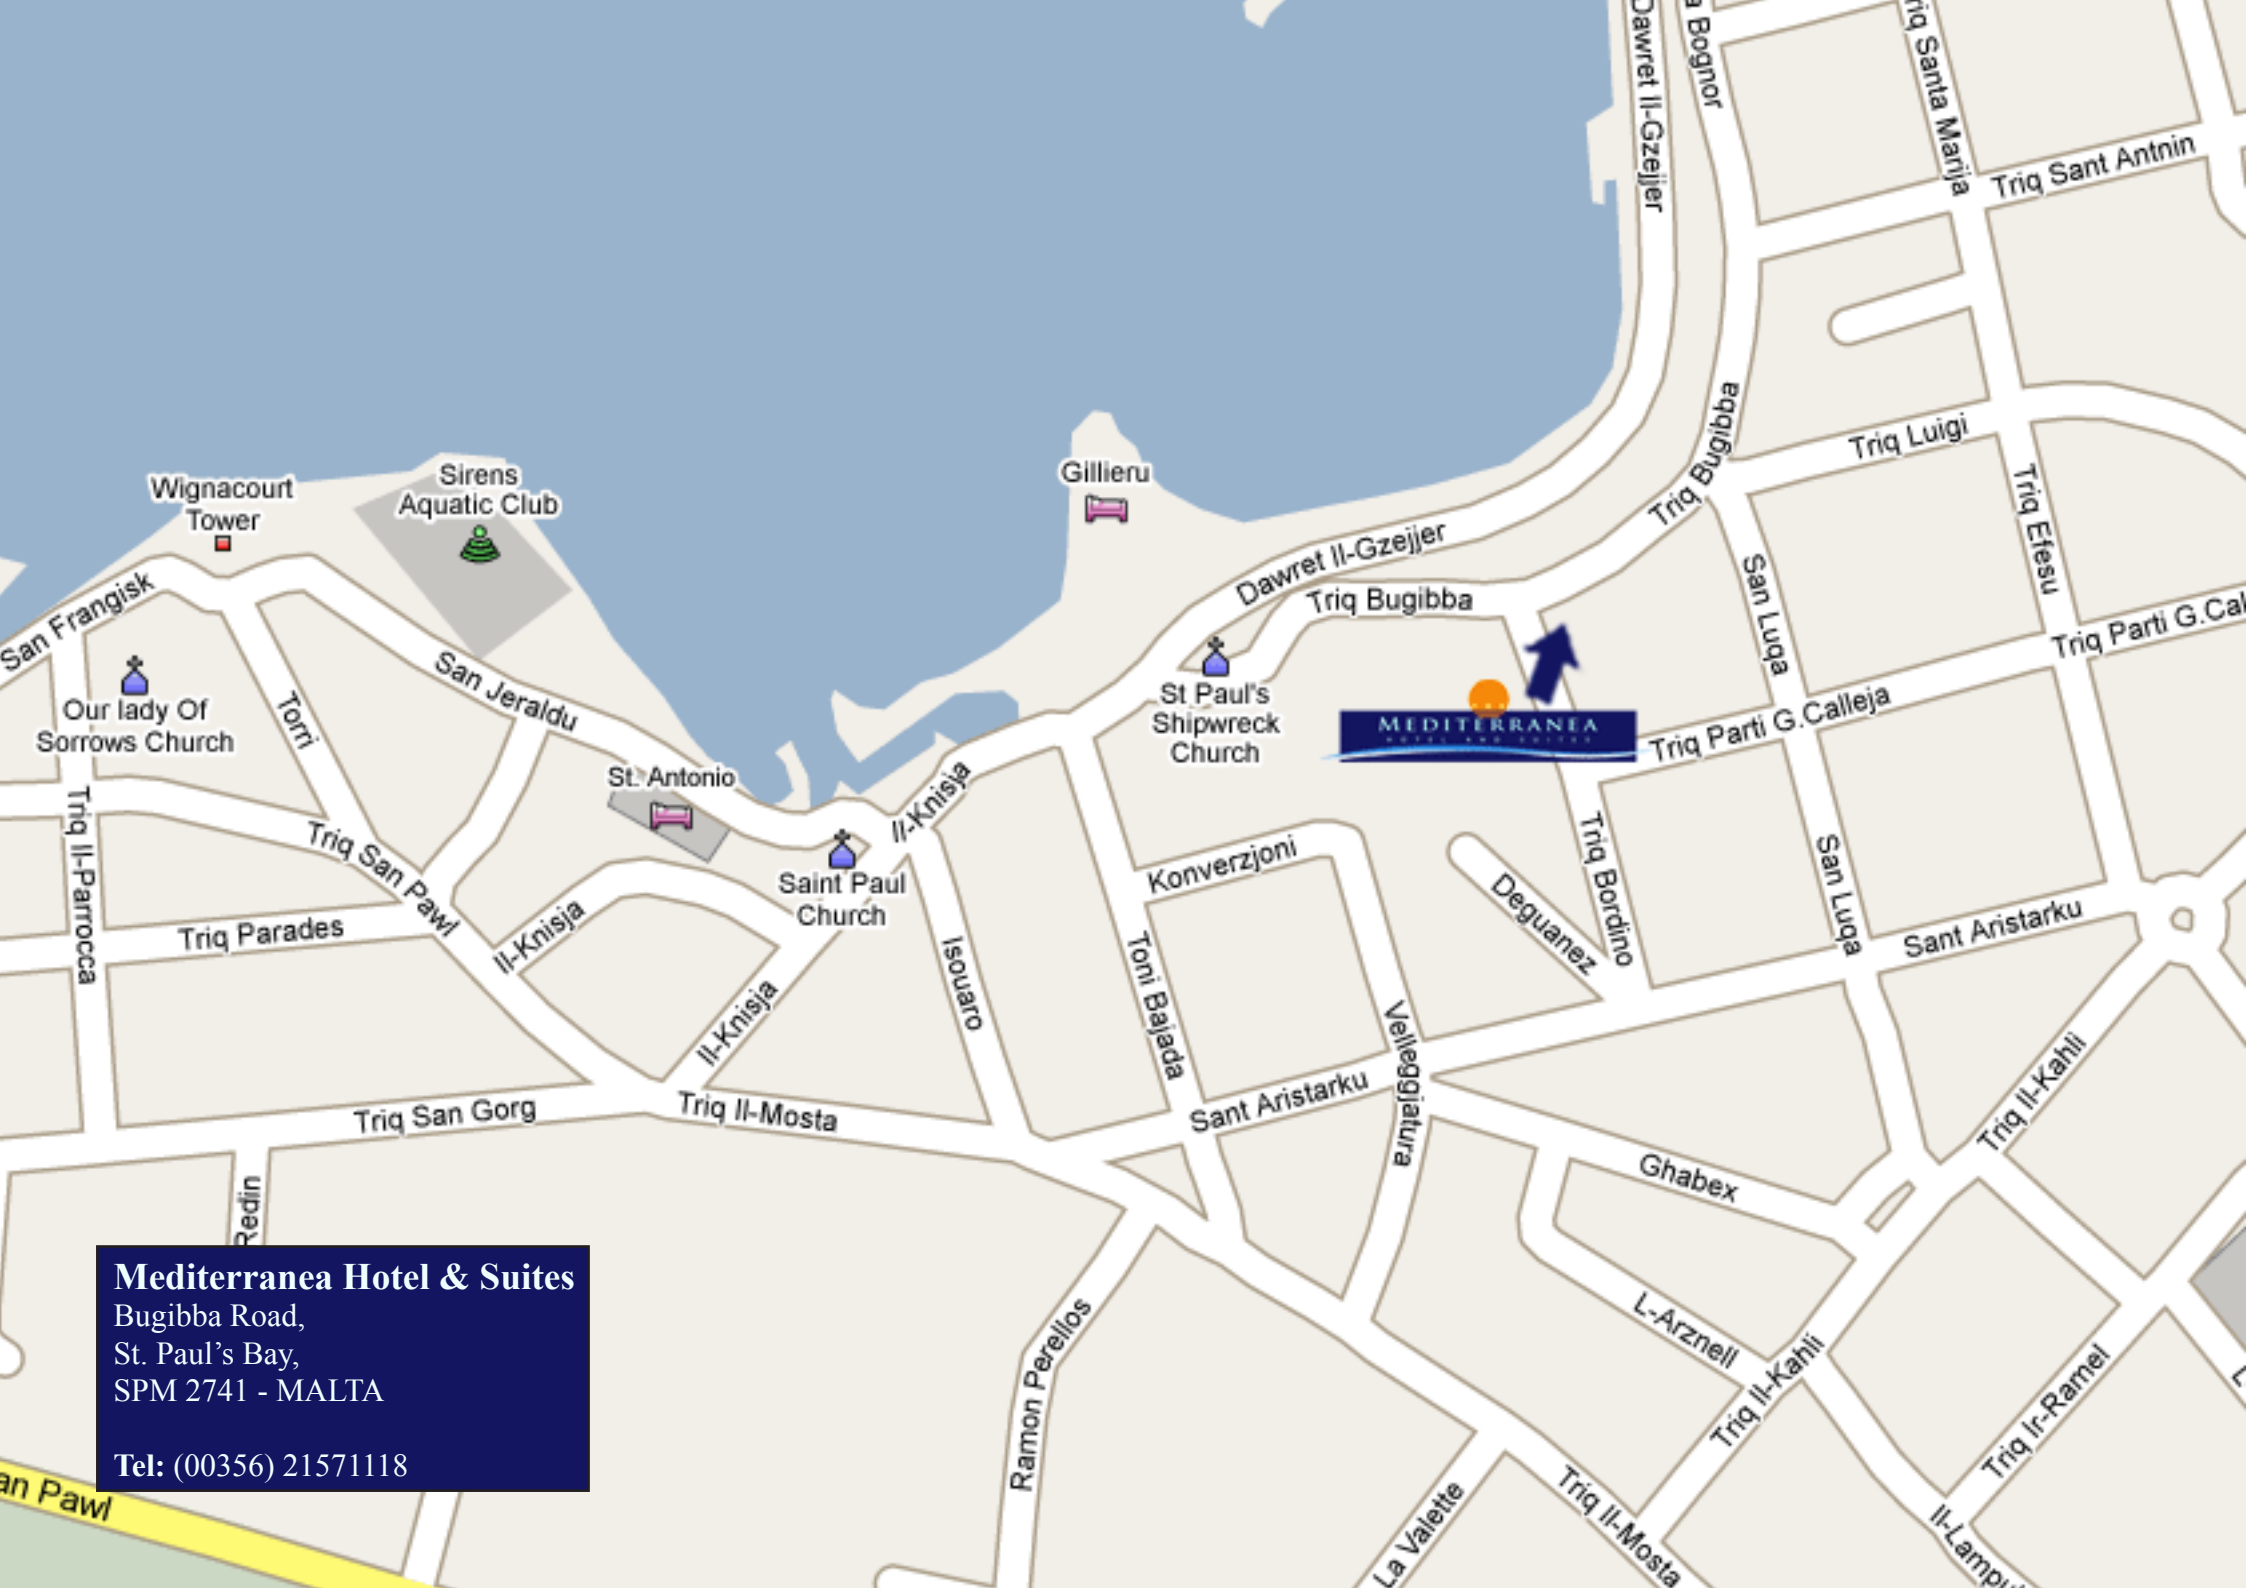 Dawret Il-Gzejjer
a Bognor
riq Santa Marija
Triq Sant Antnin
Triq Bugibba
Triq Luigi
Triq Efesu
Wignacourt
Tower
Sirens
Aquatic Club
Gillieru
Dawret Il-Gzejjer
Triq Bugibba
San Luqa
Triq Parti G.Cal
San Frangisk
Our lady Of
Sorrows Church
Torri
San Jeraldu
St Paul's
Shipwreck
Church
MEDITERRANEA
HOTEL AND SUITES
Triq Parti G.Calleja
St. Antonio
Il-Knisja
Triq Il-Parrocca
Triq San Pawl
Saint Paul
Church
Konverzjoni
Deguanez
Triq Bordino
San Luqa
Sant Aristarku
Triq Parades
Il-Knisja
Il-Knisja
Isouaro
Toni Bajada
Velleggjatura
Sant Aristarku
Triq Il-Kahli
Triq San Gorg
Triq Il-Mosta
Ghabex
Redin
Mediterranea Hotel & Suites
Bugibba Road,
St. Paul’s Bay,
SPM 2741 - MALTA
Tel: (00356) 21571118
Ramon Perellos
L-Arznell
Triq Il-Kahli
Triq Ir-Ramel
an Pawl
La Valette
Triq Il-Mosta
Il-Lampu